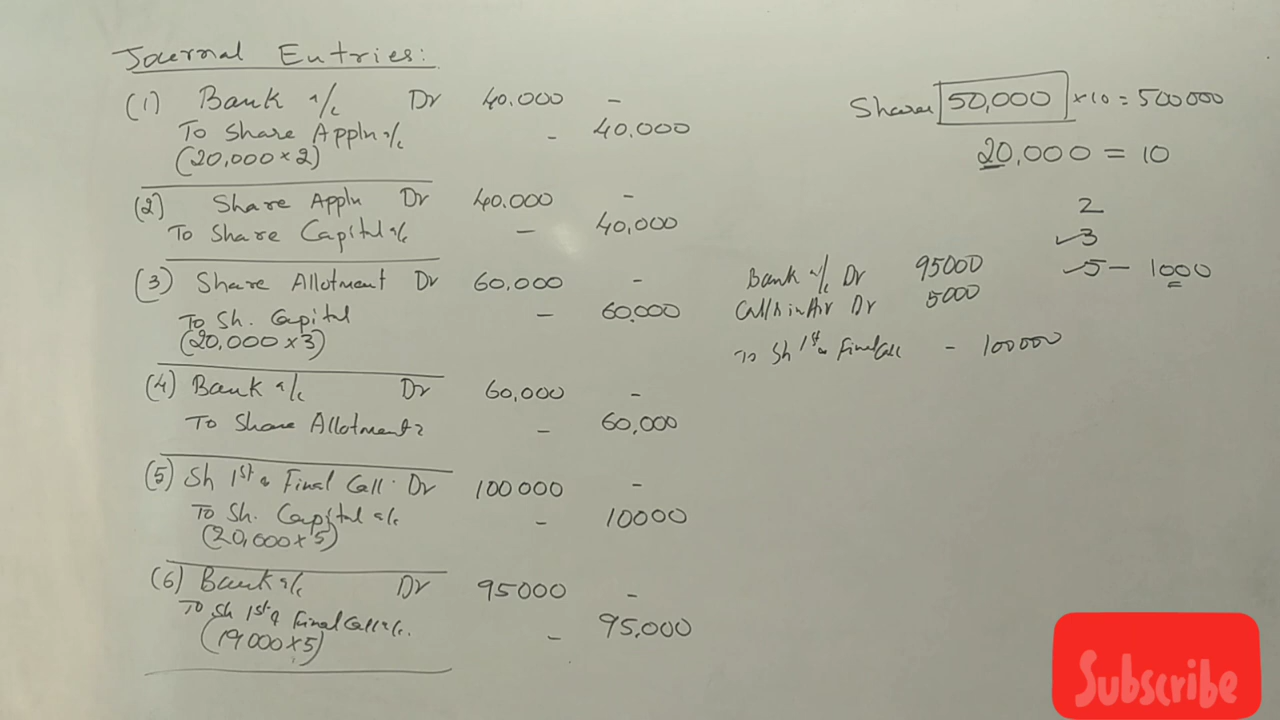 Journal Entries:
(1) Bank a/c Dr 40.000 -
To Share Appln a/c - 40.000
(20,000 x 2)
(2) Share Appln Dr 40.000 -
To Share Capital a/c - 40,000
(3) Share Allotment Dr 60.000 -
To Sh. Capital - 60.000
(20,000 x 3)
(4) Bank a/c Dr 60,000 -
To Share Allotment - 60,000
(5) Sh 1st & Final Call. Dr 100000 -
To Sh. Capital a/c - 10000
(20,000 x 5)
(6) Bank a/c Dr 95000 -
To Sh 1st & Final Call a/c. - 95,000
(19000 x 5)
Shares 50,000 x 10 = 500000
20,000 = 10
2
✓3
✓5 - 1000
Bank a/c Dr 95000
Calls in Arr Dr 5000
To Sh 1st & Final Call - 100000
Subscribe